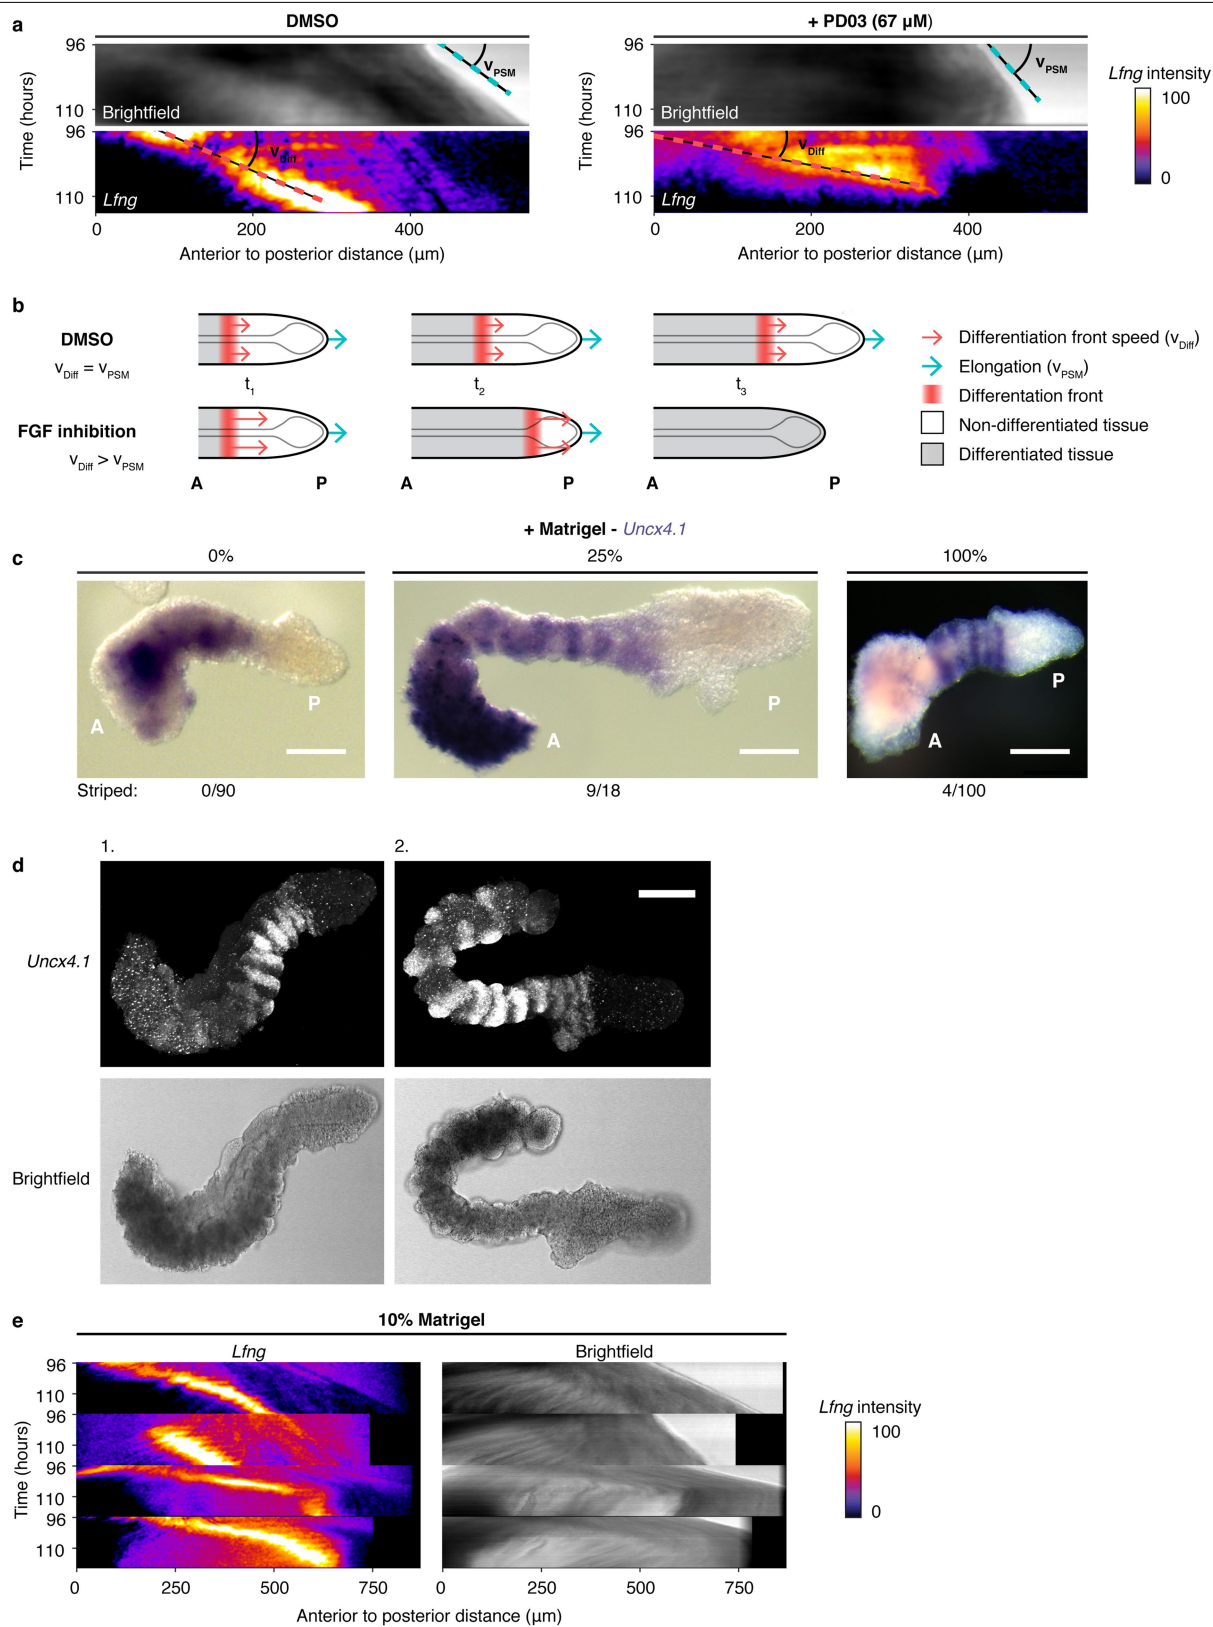 a
DMSO
+ PD03 (67 µM)
Time (hours)
96
110
Brightfield
vPSM
96
110
Lfng
vDiff
0
200
400
Anterior to posterior distance (µm)
Time (hours)
96
110
Brightfield
vPSM
96
110
Lfng
vDiff
0
200
400
Anterior to posterior distance (µm)
Lfng intensity
100
0
b
DMSO
vDiff = vPSM
t1
t2
t3
FGF inhibition
vDiff > vPSM
A
P
A
P
A
P
Differentiation front speed (vDiff)
Elongation (vPSM)
Differentation front
Non-differentiated tissue
Differentiated tissue
+ Matrigel - Uncx4.1
c
0%
25%
100%
A
P
A
P
A
P
Striped:
0/90
9/18
4/100
d
1.
2.
Uncx4.1
Brightfield
e
10% Matrigel
Lfng
Brightfield
Time (hours)
96
110
96
110
96
110
96
110
0
250
500
750
0
250
500
750
Anterior to posterior distance (µm)
Lfng intensity
100
0